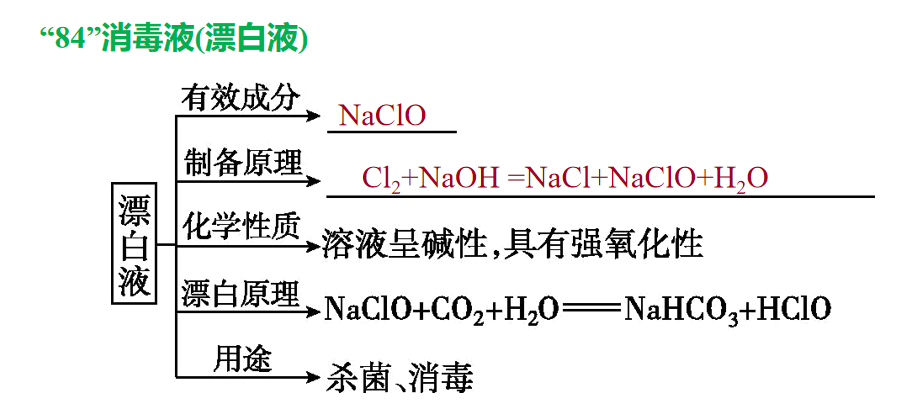 “84”消毒液(漂白液)
有效成分
NaClO
制备原理
Cl₂+NaOH =NaCl+NaClO+H₂O
漂白液
化学性质
溶液呈碱性,具有强氧化性
漂白原理
NaClO+CO₂+H₂O══NaHCO₃+HClO
用途
杀菌、消毒